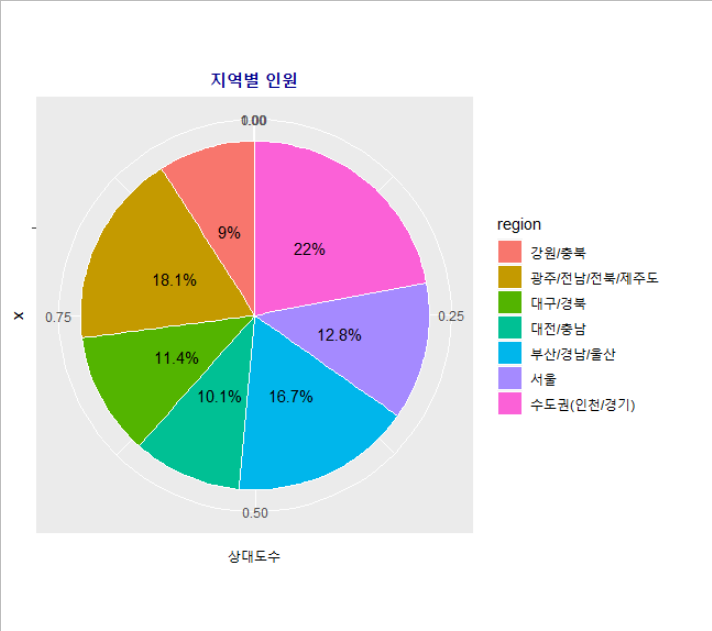 지역별 인원
0.00
1.00
9%
22%
18.1%
12.8%
11.4%
10.1%
16.7%
0.75
0.25
0.50
x
상대도수
region
강원/충북
광주/전남/전북/제주도
대구/경북
대전/충남
부산/경남/울산
서울
수도권(인천/경기)